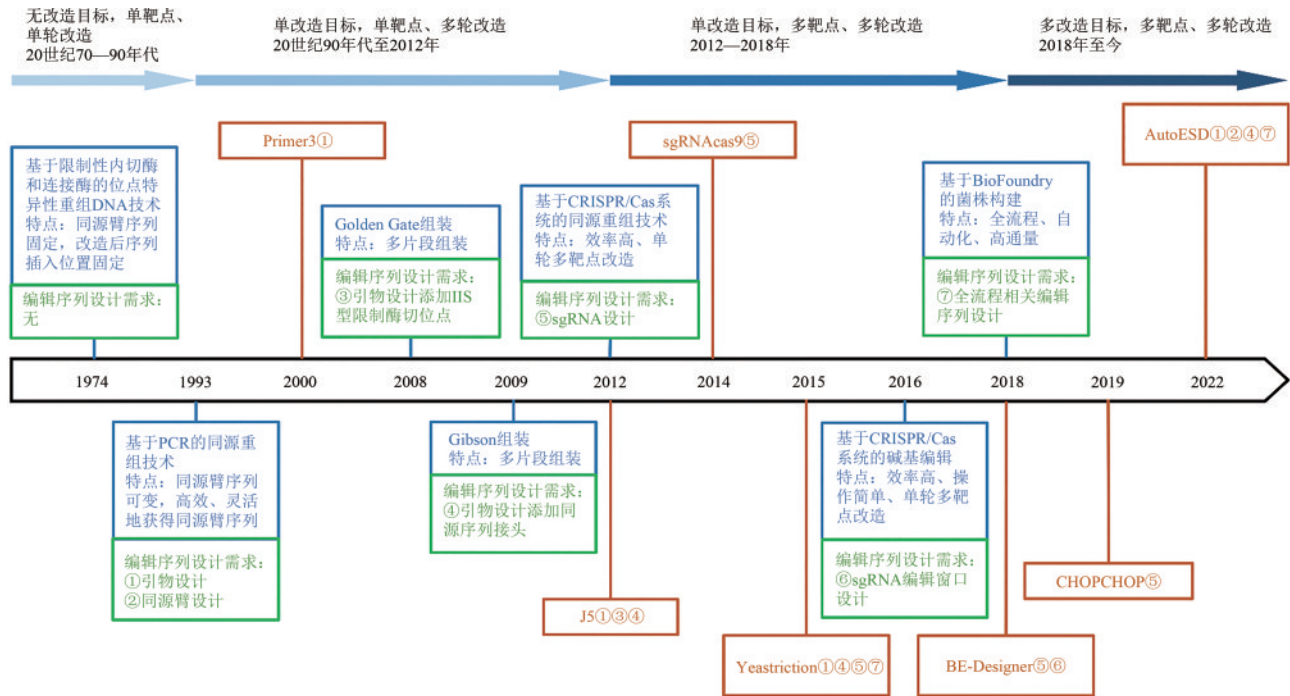 无改造目标，单靶点、
单轮改造
20世纪70—90年代
单改造目标，单靶点、多轮改造
20世纪90年代至2012年
单改造目标，多靶点、多轮改造
2012—2018年
多改造目标，多靶点、多轮改造
2018年至今
基于限制性内切酶
和连接酶的位点特
异性重组DNA技术
特点：同源臂序列
固定，改造后序列
插入位置固定
编辑序列设计需求：
无
Primer3①
Golden Gate组装
特点：多片段组装
编辑序列设计需求：
③引物设计添加IIS
型限制酶切位点
基于CRISPR/Cas系
统的同源重组技术
特点：效率高、单
轮多靶点改造
编辑序列设计需求：
⑤sgRNA设计
sgRNAcas9⑤
基于BioFoundry
的菌株构建
特点：全流程、自
动化、高通量
编辑序列设计需求：
⑦全流程相关编辑
序列设计
AutoESD①②④⑦
1974
1993
2000
2008
2009
2012
2014
2015
2016
2018
2019
2022
基于PCR的同源重
组技术
特点：同源臂序列
可变，高效、灵活
地获得同源臂序列
编辑序列设计需求：
①引物设计
②同源臂设计
Gibson组装
特点：多片段组装
编辑序列设计需求：
④引物设计添加同
源序列接头
J5①③④
Yeastriction①④⑤⑦
基于CRISPR/Cas
系统的碱基编辑
特点：效率高、操
作简单、单轮多靶
点改造
编辑序列设计需求：
⑥sgRNA编辑窗口
设计
BE-Designer⑤⑥
CHOPCHOP⑤